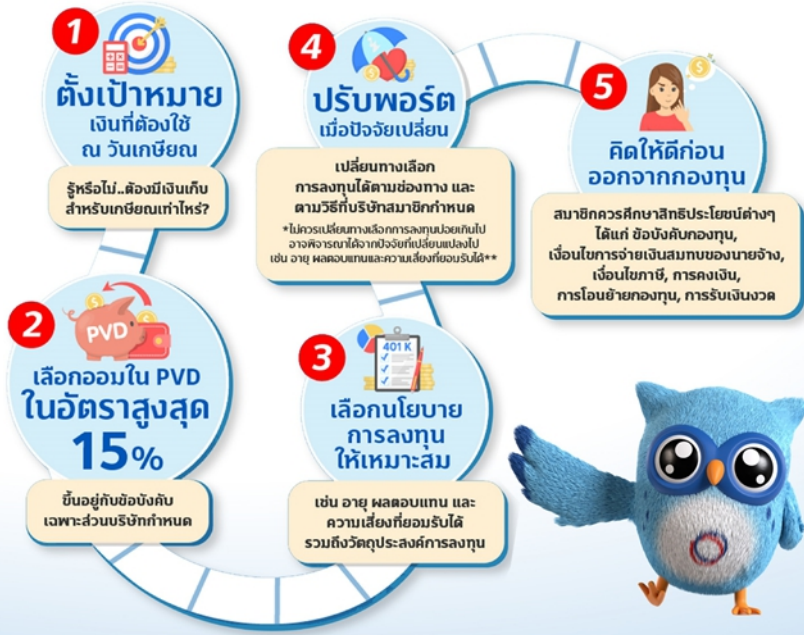 1
ตั้งเป้าหมาย
เงินที่ต้องใช้
ณ วันเกษียณ
รู้หรือไม่..ต้องมีเงินเก็บ
สำหรับเกษียณเท่าไหร่?
2
PVD
เลือกออมใน PVD
ในอัตราสูงสุด
15%
ขึ้นอยู่กับข้อบังคับ
เฉพาะส่วนบริษัทกำหนด
3
401 K
เลือกนโยบาย
การลงทุน
ให้เหมาะสม
เช่น อายุ ผลตอบแทน และ
ความเสี่ยงที่ยอมรับได้
รวมถึงวัตถุประสงค์การลงทุน
4
ปรับพอร์ต
เมื่อปัจจัยเปลี่ยน
เปลี่ยนทางเลือก
การลงทุนได้ตามช่องทาง และ
ตามวิธีที่บริษัทสมาชิกกำหนด
*ไม่ควรเปลี่ยนทางเลือกการลงทุนบ่อยเกินไป
อาจพิจารณาได้จากปัจจัยที่เปลี่ยนแปลงไป
เช่น อายุ ผลตอบแทนและความเสี่ยงที่ยอมรับได้**
5
คิดให้ดีก่อน
ออกจากกองทุน
สมาชิกควรศึกษาสิทธิประโยชน์ต่างๆ
ได้แก่ ข้อบังคับกองทุน,
เงื่อนไขการจ่ายเงินสมทบของนายจ้าง,
เงื่อนไขภาษี, การคงเงิน,
การโอนย้ายกองทุน, การรับเงินงวด